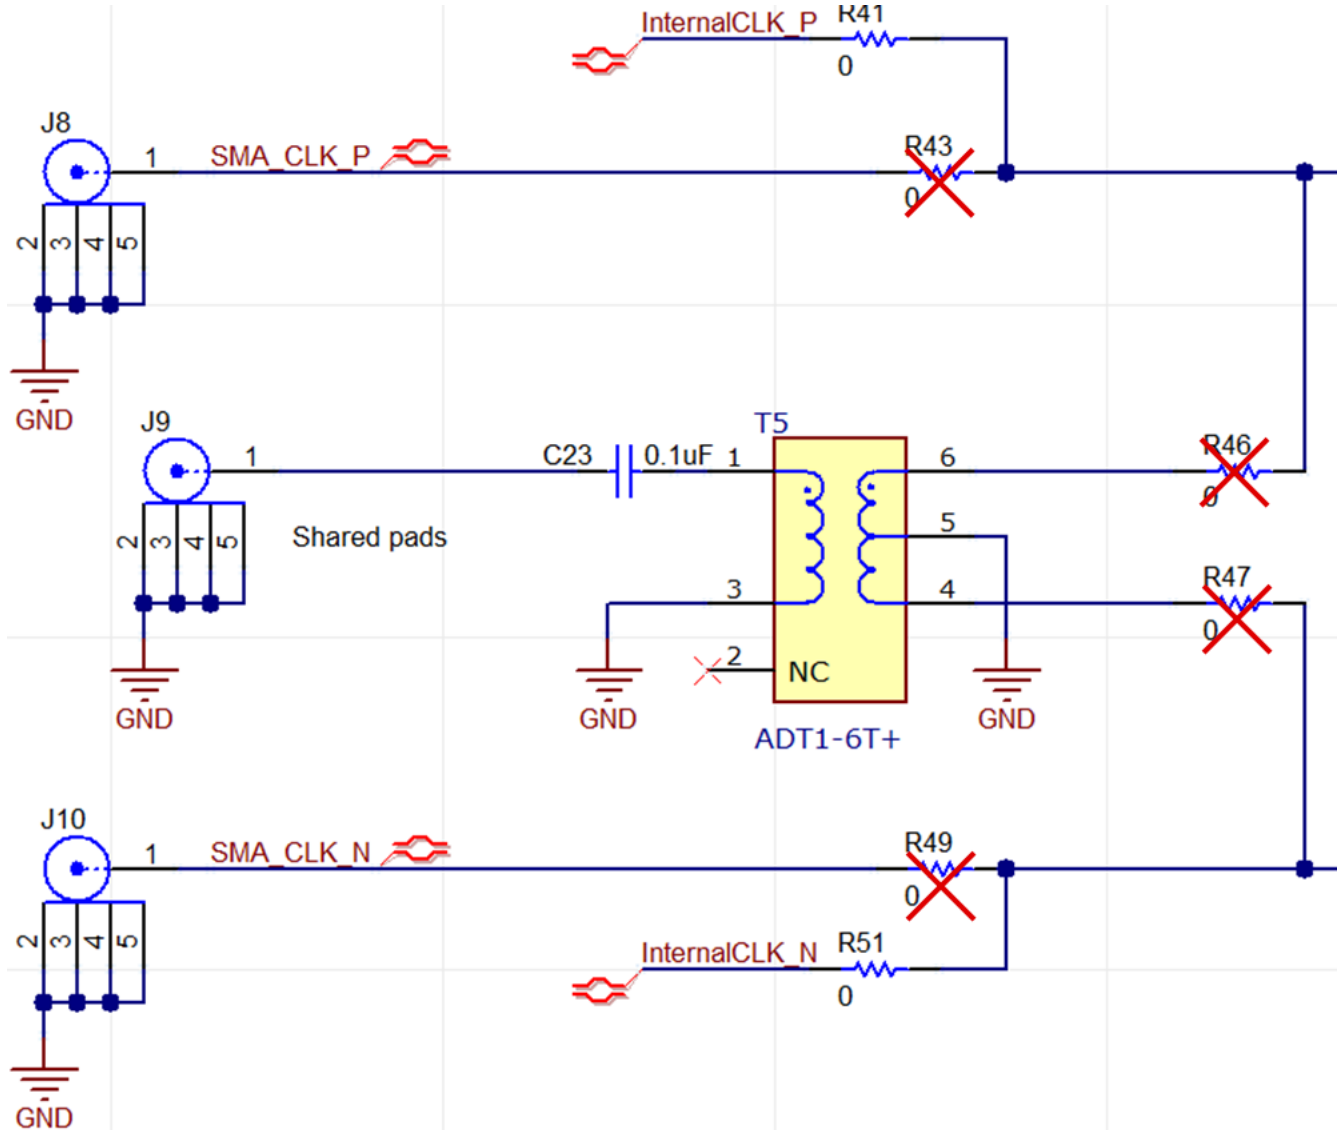 InternalCLK_P
R41
0
J8
1
SMA_CLK_P
R43
0
2
3
4
5
GND
J9
1
C23
0.1uF
1
T5
6
R46
0
2
3
4
5
Shared pads
5
3
4
R47
0
2
NC
GND
GND
GND
ADT1-6T+
J10
1
SMA_CLK_N
R49
0
2
3
4
5
InternalCLK_N
R51
0
GND